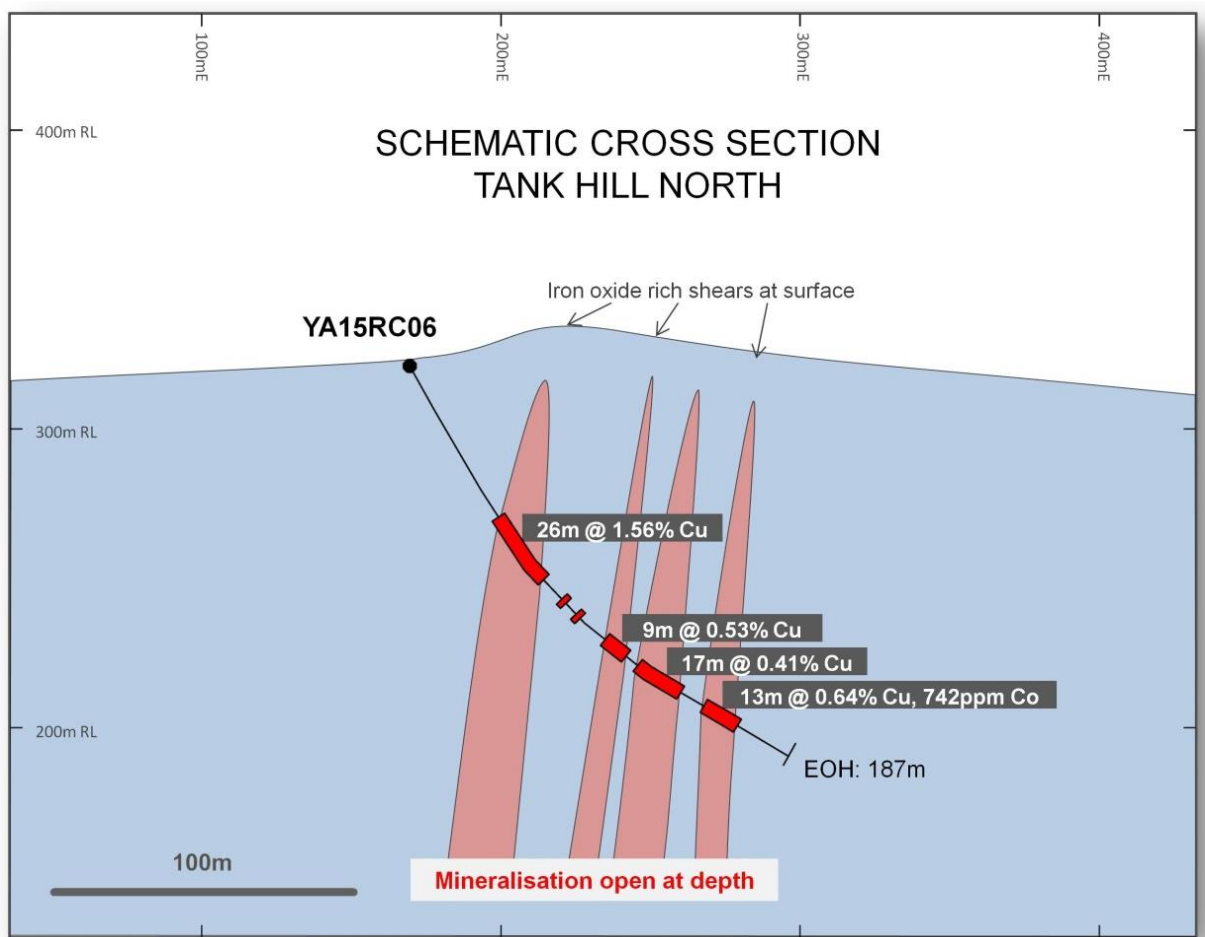 100mE
200mE
300mE
400mE
400m RL
SCHEMATIC CROSS SECTION
TANK HILL NORTH
Iron oxide rich shears at surface
YA15RC06
300m RL
26m @ 1.56% Cu
9m @ 0.53% Cu
17m @ 0.41% Cu
13m @ 0.64% Cu, 742ppm Co
200m RL
EOH: 187m
100m
Mineralisation open at depth